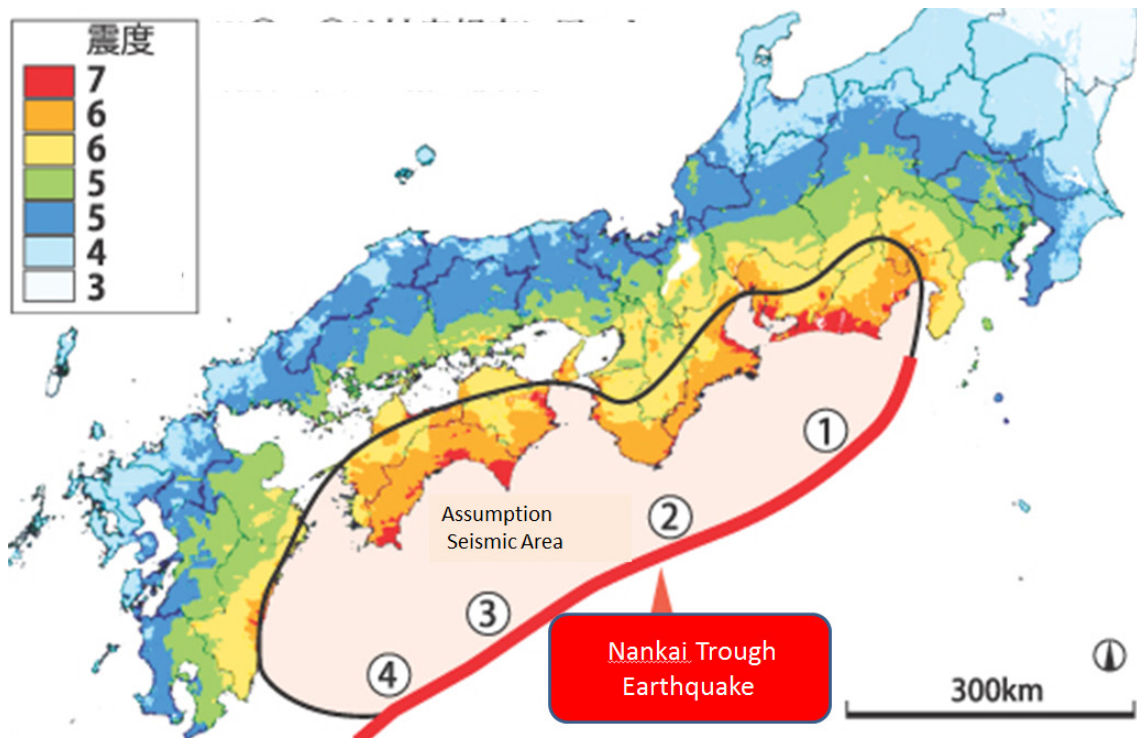 震度
7
6
6
5
5
4
3
①
②
Assumption
Seismic Area
③
④
Nankai Trough
Earthquake
300km